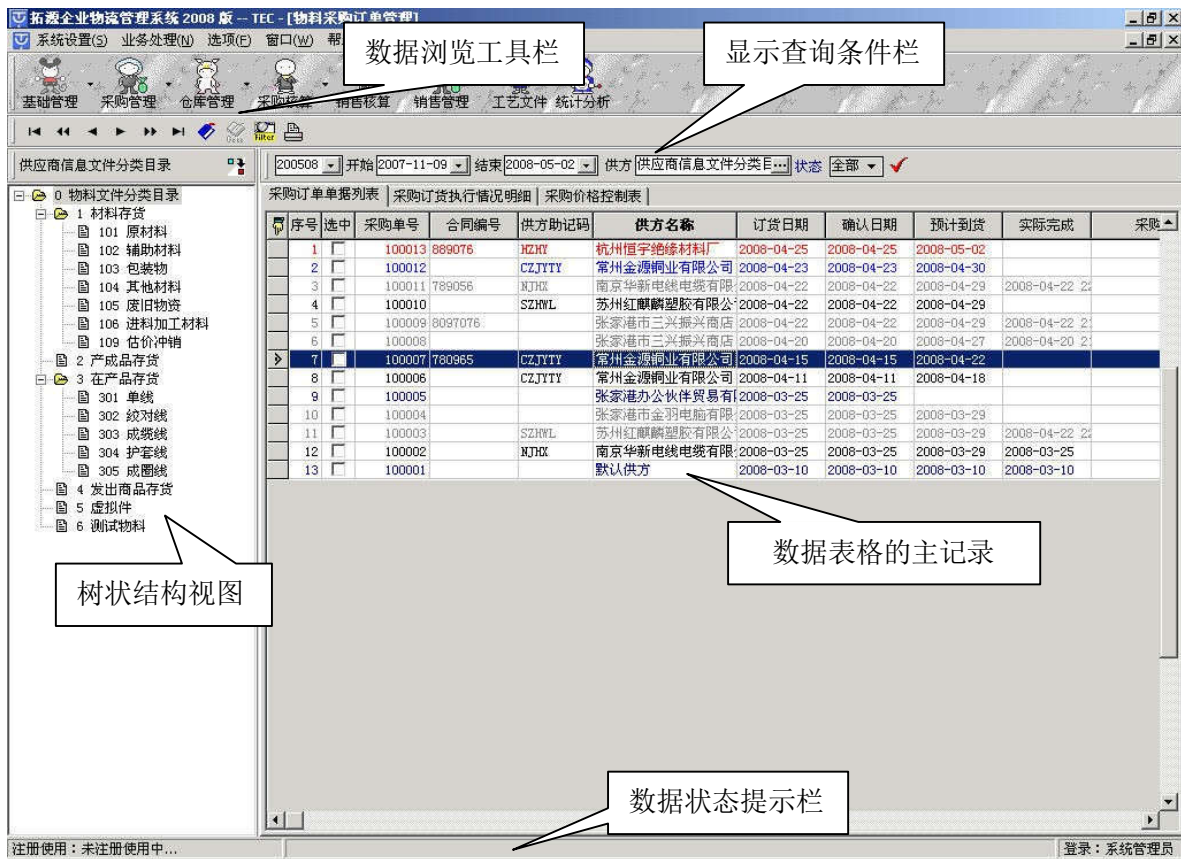 拓源企业物流管理系统 2008 版 -- TEC - [物料采购订单管理]
系统设置(S) 业务处理(N) 选项(F) 窗口(W)
数据浏览工具栏
显示查询条件栏
基础管理 采购管理 仓库管理 采购核算 销售核算 销售管理 工艺文件 统计分析
Filter
供应商信息文件分类目录
200508 开始 2007-11-09 结束 2008-05-02 供方 供应商信息文件分类目... 状态 全部
0 物料文件分类目录
1 材料存货
101 原材料
102 辅助材料
103 包装物
104 其他材料
105 废旧物资
106 进料加工材料
109 估价冲销
2 产成品存货
3 在产品存货
301 单线
302 绞对线
303 成缆线
304 护套线
305 成圈线
4 发出商品存货
5 虚拟件
6 测试物料
采购订单单据列表 采购订货执行情况明细 采购价格控制表
序号 选中 采购单号 合同编号 供方助记码 供方名称 订货日期 确认日期 预计到货 实际完成 采购
1 100013 889076 HZHY 杭州恒宇绝缘材料厂 2008-04-25 2008-04-25 2008-05-02
2 100012 CZJYTY 常州金源铜业有限公司 2008-04-23 2008-04-23 2008-04-30
3 100011 789056 NJHX 南京华新电线电缆有限 2008-04-22 2008-04-22 2008-04-29 2008-04-22 22
4 100010 SZHWL 苏州红麒麟塑胶有限公 2008-04-22 2008-04-22 2008-04-29
5 100009 8097076 张家港市三兴振兴商店 2008-04-22 2008-04-22 2008-04-29 2008-04-22 21
6 100008 张家港市三兴振兴商店 2008-04-20 2008-04-20 2008-04-27 2008-04-20 21
7 100007 780965 CZJYTY 常州金源铜业有限公司 2008-04-15 2008-04-15 2008-04-22
8 100006 CZJYTY 常州金源铜业有限公司 2008-04-11 2008-04-11 2008-04-18
9 100005 张家港办公伙伴贸易有 2008-03-25 2008-03-25
10 100004 张家港市金羽电脑有限 2008-03-25 2008-03-25 2008-03-29
11 100003 SZHWL 苏州红麒麟塑胶有限公 2008-03-25 2008-03-25 2008-03-29 2008-04-22 22
12 100002 NJHX 南京华新电线电缆有限 2008-03-25 2008-03-25 2008-03-29 2008-03-25
13 100001 默认供方 2008-03-10 2008-03-10 2008-03-10 2008-03-10
数据表格的主记录
树状结构视图
数据状态提示栏
注册使用：未注册使用中...
登录：系统管理员